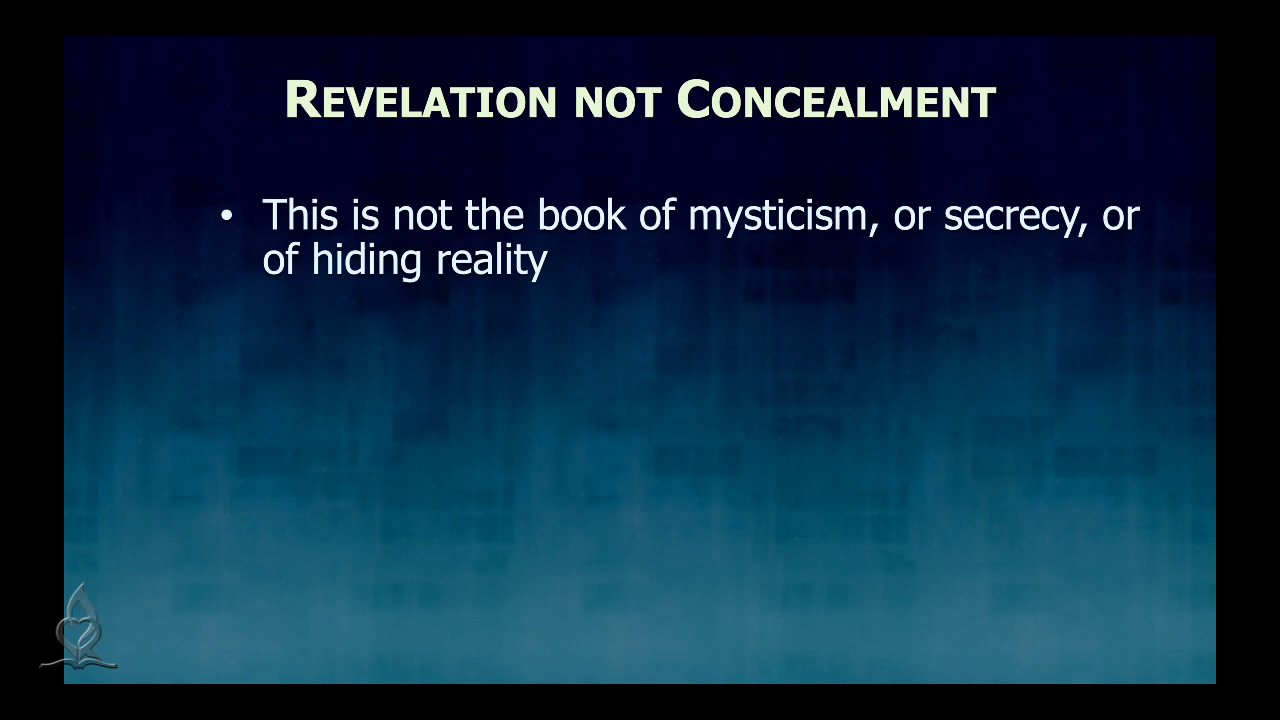 REVELATION NOT CONCEALMENT
• This is not the book of mysticism, or secrecy, or
of hiding reality